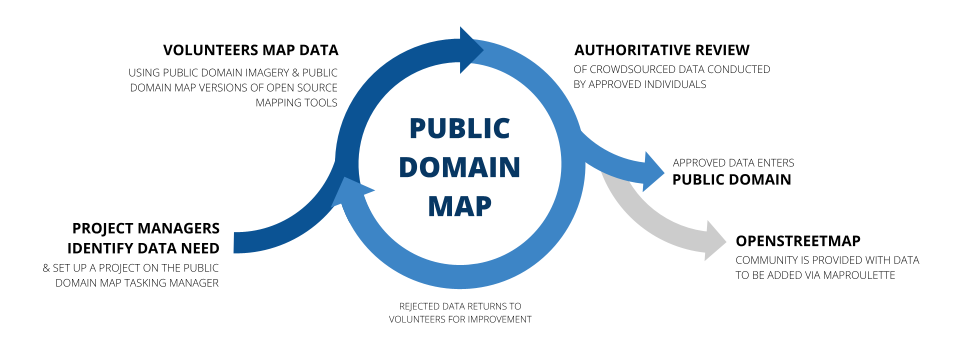 VOLUNTEERS MAP DATA
USING PUBLIC DOMAIN IMAGERY & PUBLIC
DOMAIN MAP VERSIONS OF OPEN SOURCE
MAPPING TOOLS
AUTHORITATIVE REVIEW
OF CROWDSOURCED DATA CONDUCTED
BY APPROVED INDIVIDUALS
PUBLIC
DOMAIN
MAP
APPROVED DATA ENTERS
PUBLIC DOMAIN
PROJECT MANAGERS
IDENTIFY DATA NEED
& SET UP A PROJECT ON THE PUBLIC
DOMAIN MAP TASKING MANAGER
OPENSTREETMAP
COMMUNITY IS PROVIDED WITH DATA
TO BE ADDED VIA MAPROULETTE
REJECTED DATA RETURNS TO
VOLUNTEERS FOR IMPROVEMENT